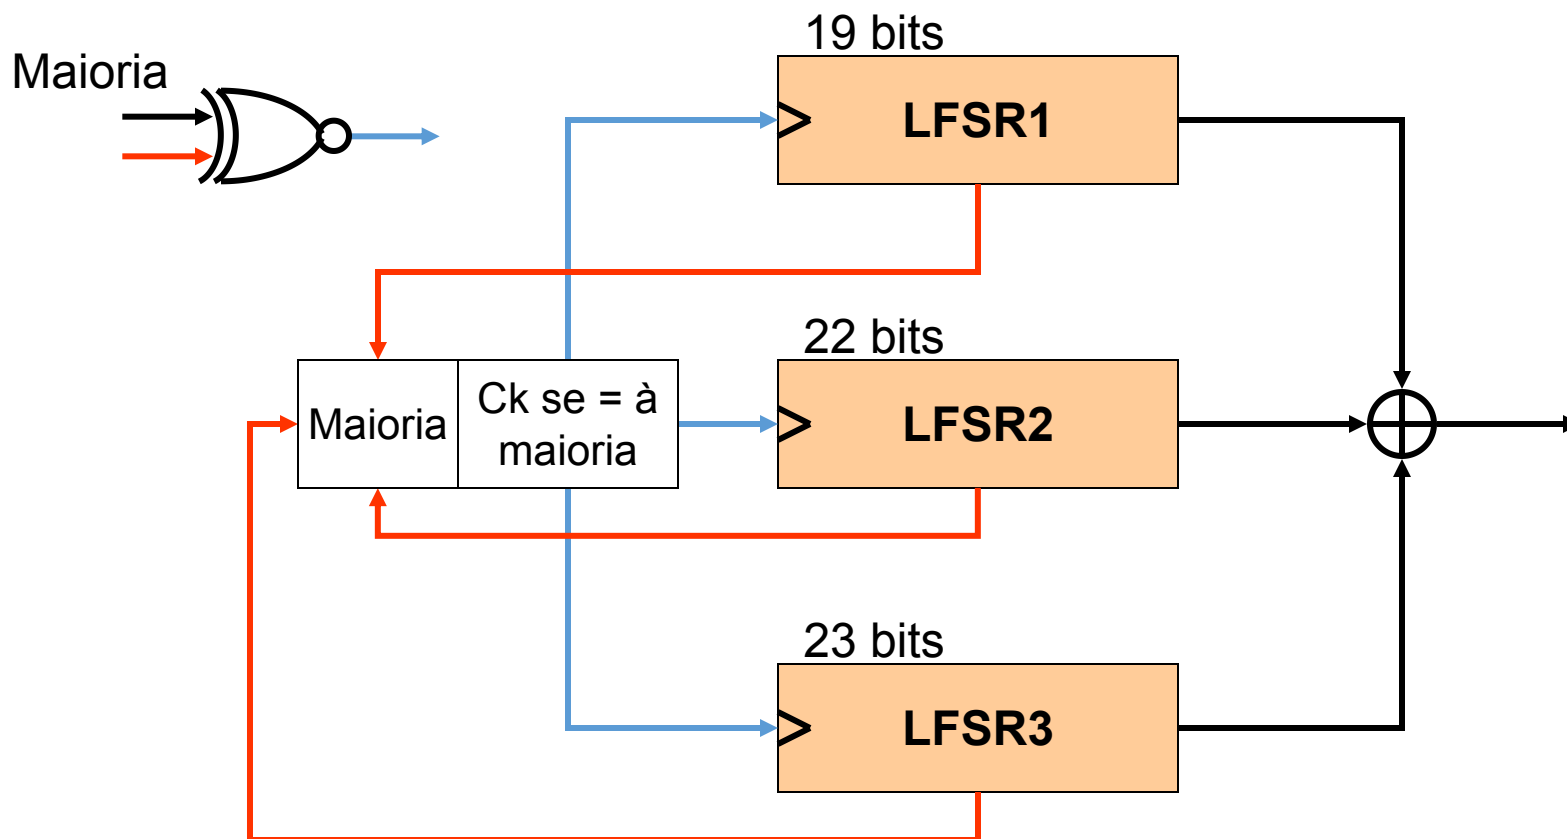 Maioria
19 bits
LFSR1
22 bits
Maioria
Ck se = à
maioria
LFSR2
23 bits
LFSR3